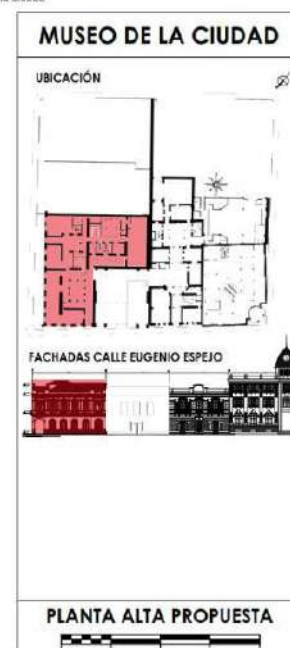 MUSEO DE LA CIUDAD
UBICACIÓN
FACHADAS CALLE EUGENIO ESPEJO
PLANTA ALTA PROPUESTA